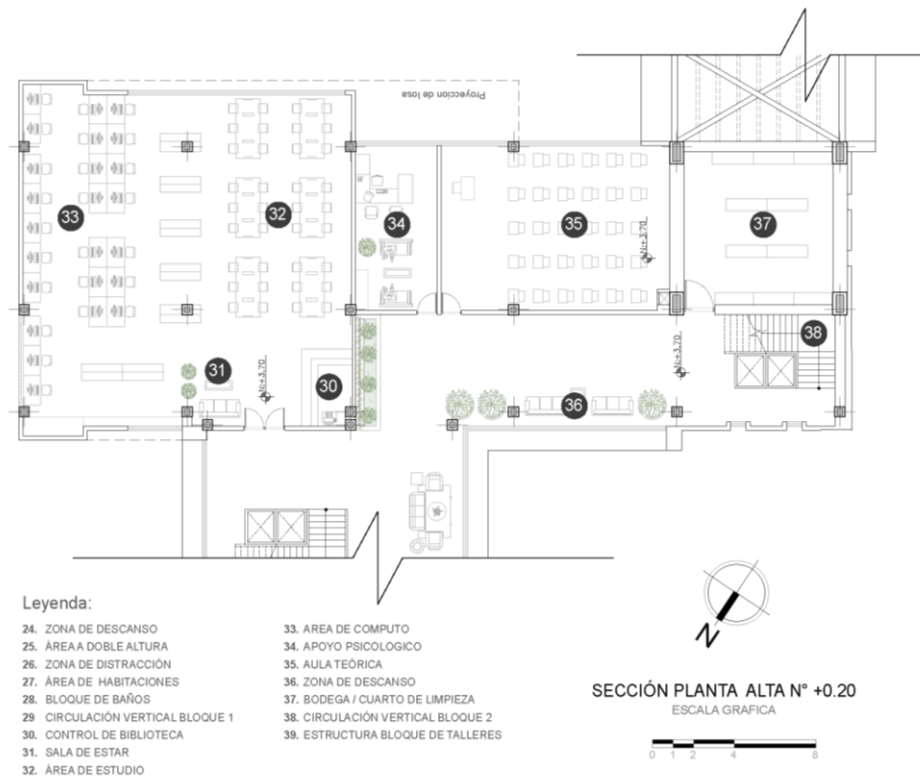 Proyeccion de losa
33
32
34
35
37
N:+3.70
38
31
30
N:+3.70
N:+3.70
36
Leyenda:
24. ZONA DE DESCANSO
25. ÁREA A DOBLE ALTURA
26. ZONA DE DISTRACCIÓN
27. ÁREA DE HABITACIONES
28. BLOQUE DE BAÑOS
29 CIRCULACIÓN VERTICAL BLOQUE 1
30. CONTROL DE BIBLIOTECA
31. SALA DE ESTAR
32. ÁREA DE ESTUDIO
33. AREA DE COMPUTO
34. APOYO PSICOLOGICO
35. AULA TEÓRICA
36. ZONA DE DESCANSO
37. BODEGA / CUARTO DE LIMPIEZA
38. CIRCULACIÓN VERTICAL BLOQUE 2
39. ESTRUCTURA BLOQUE DE TALLERES
N
SECCIÓN PLANTA ALTA N° +0.20
ESCALA GRAFICA
0 1 2 4 8